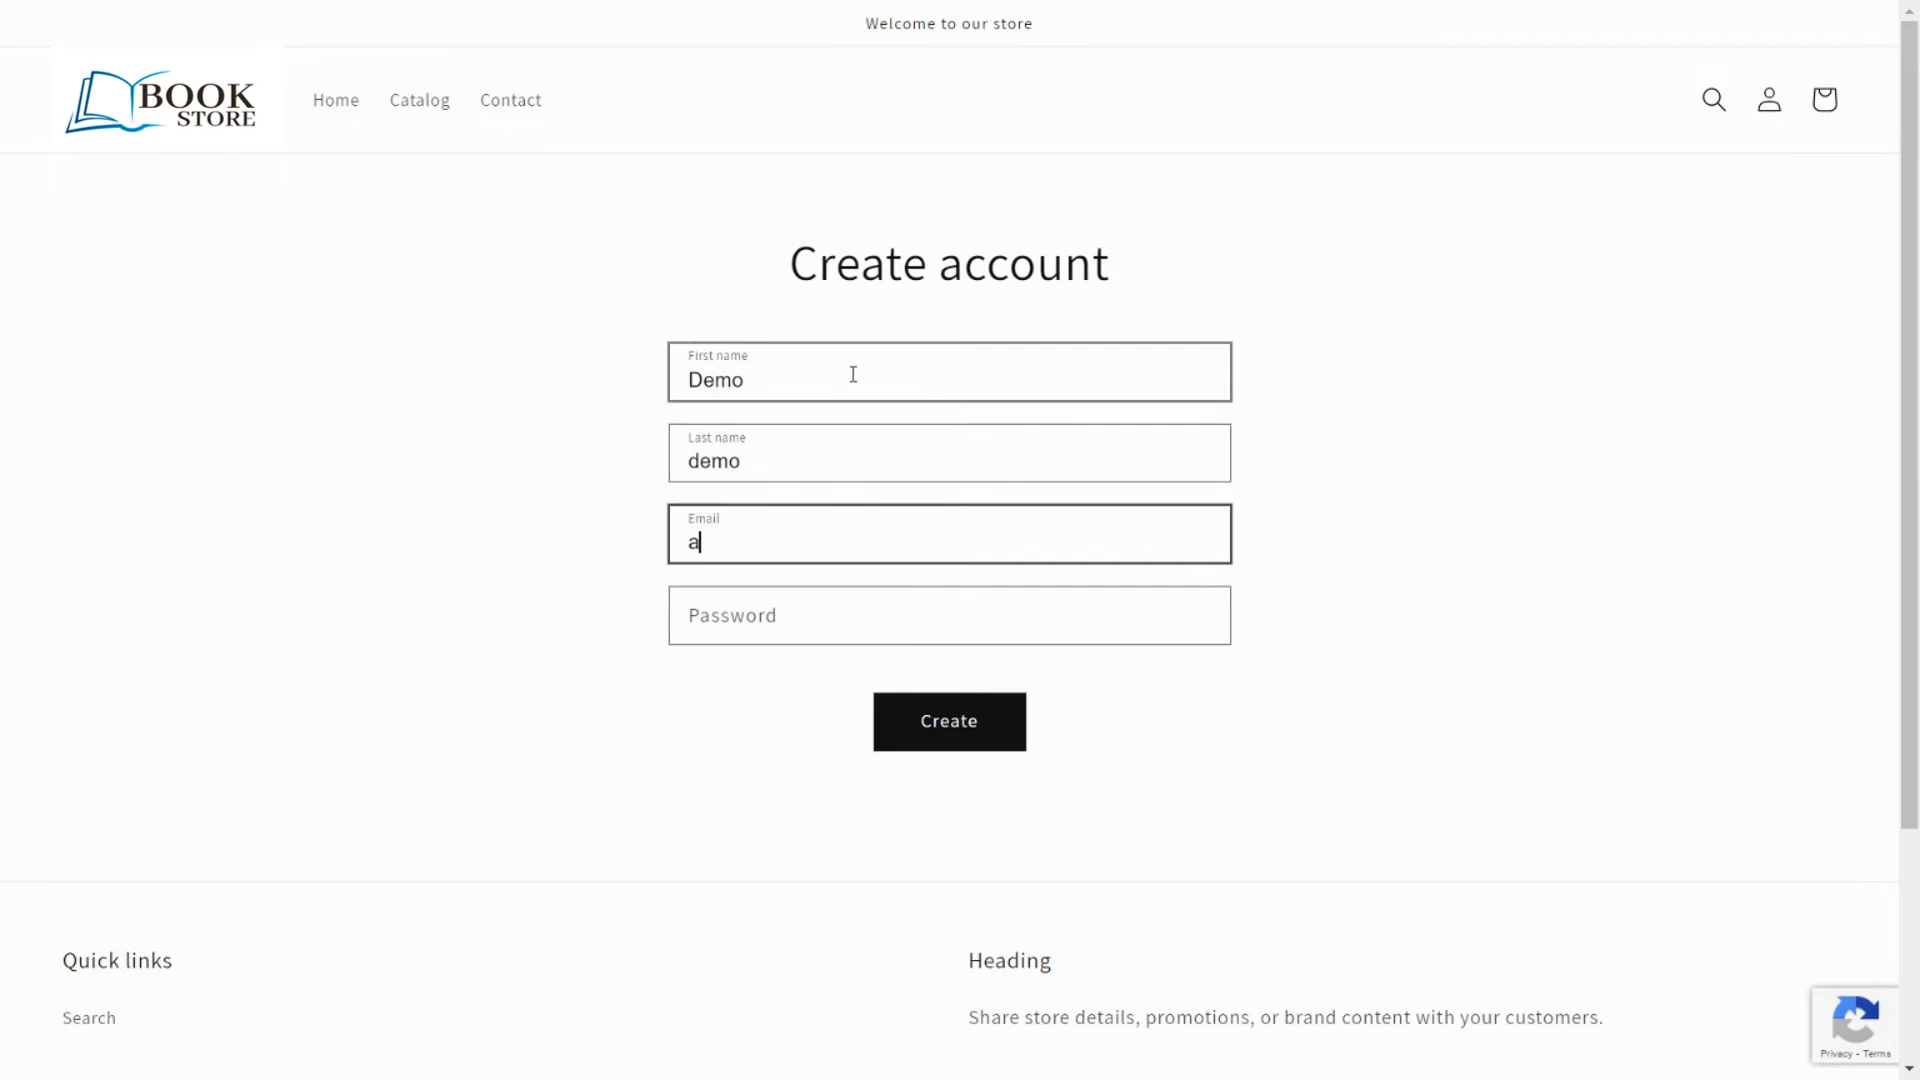 Welcome to our store
BOOK
STORE
Home
Catalog
Contact
Create account
First name
Demo
Last name
demo
Email
a
Password
Create
Quick links
Heading
Search
Share store details, promotions, or brand content with your customers.
Privacy - Terms